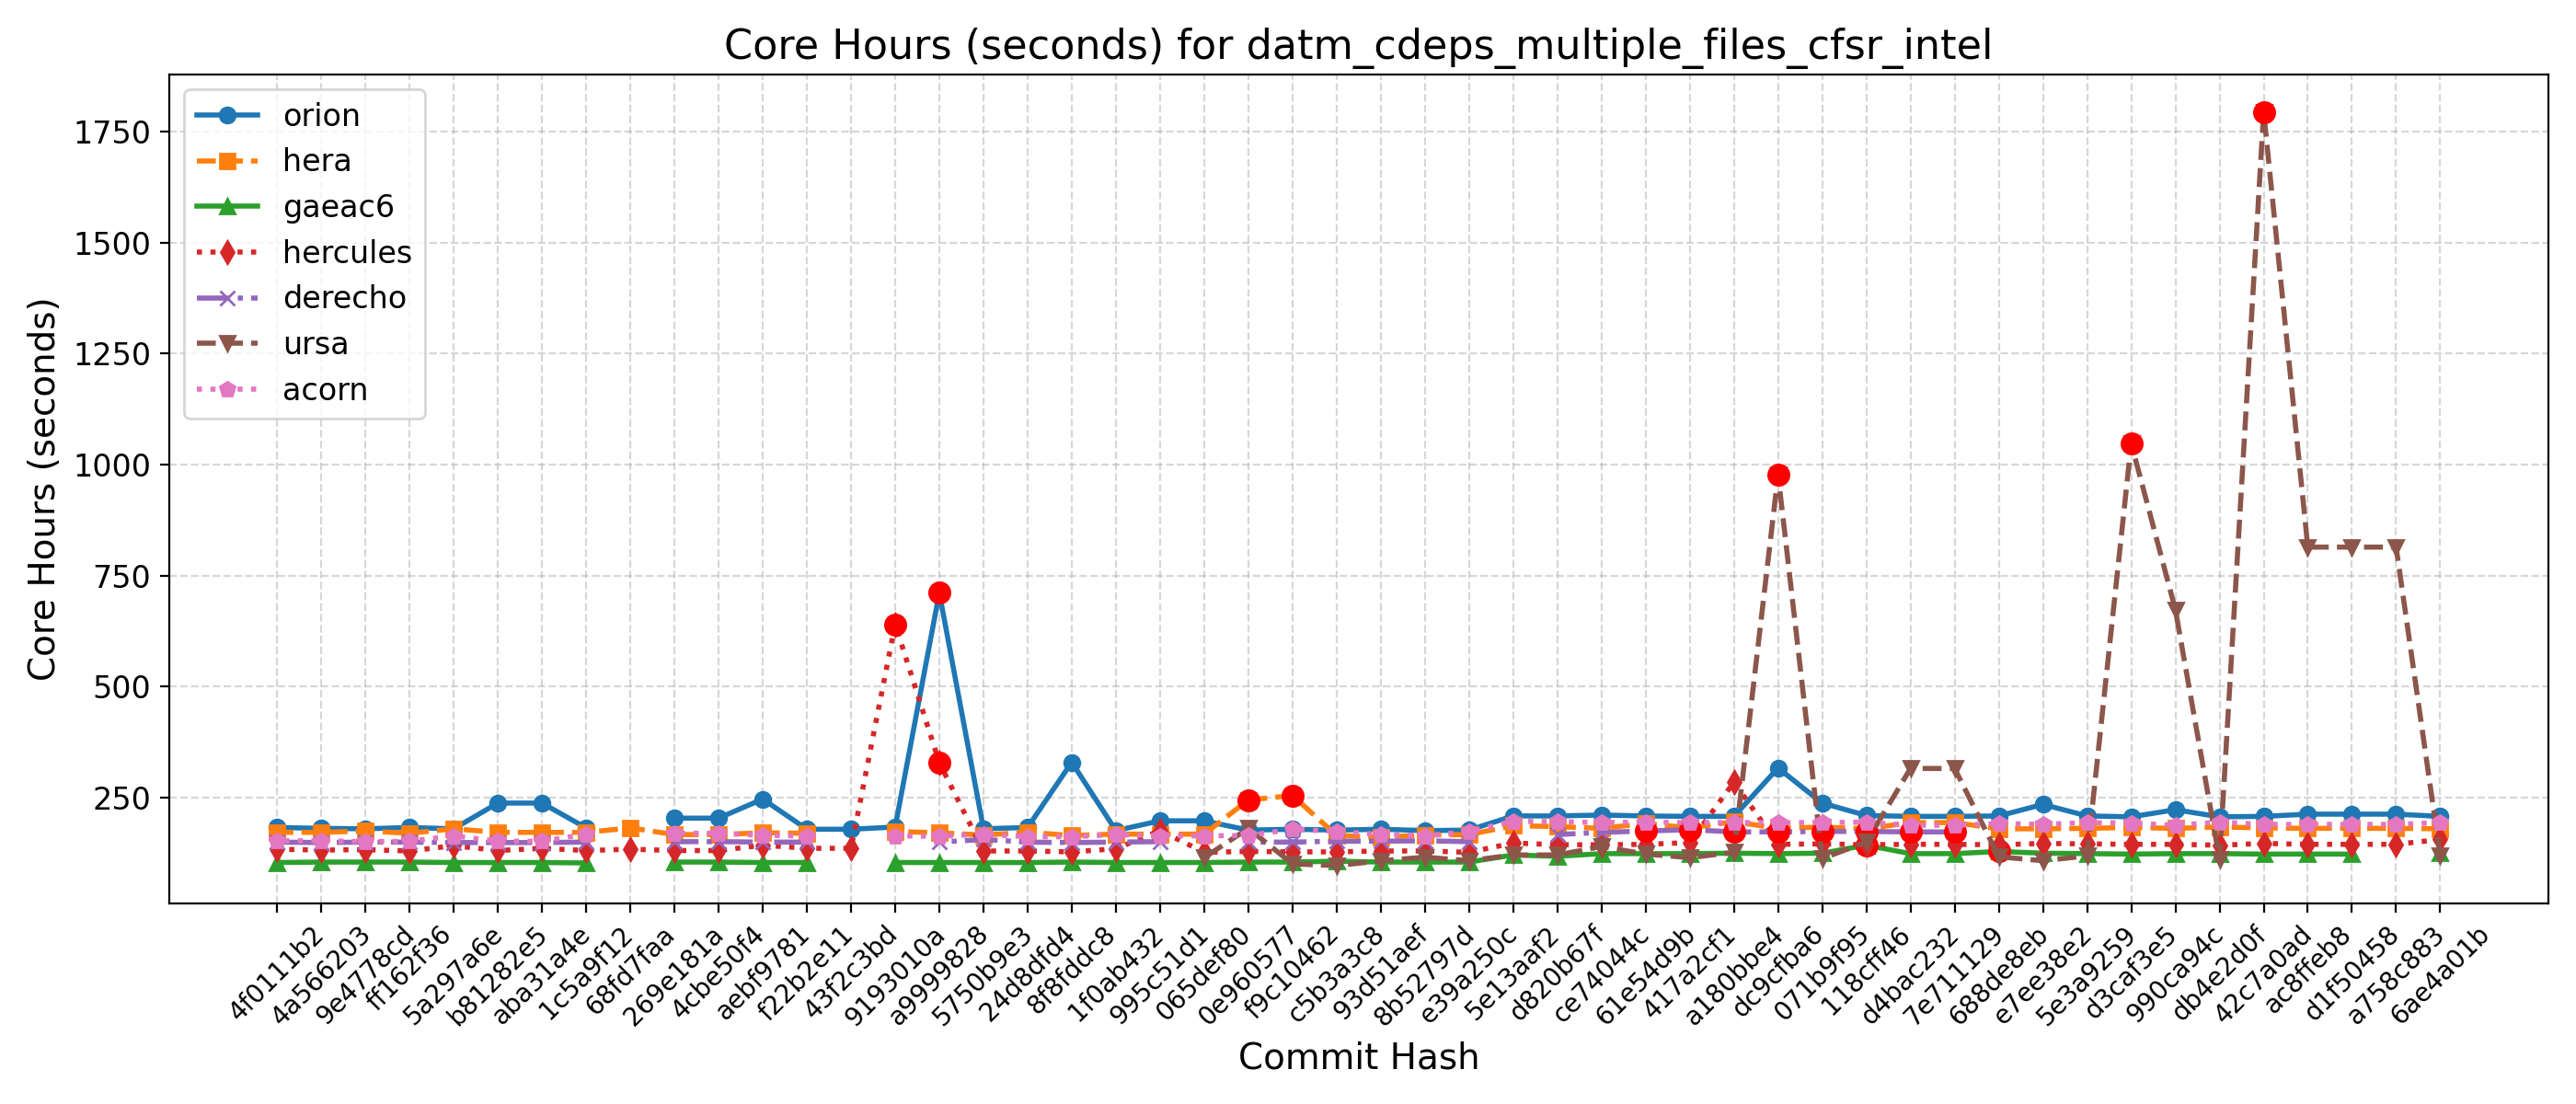 Core Hours (seconds) for datm_cdeps_multiple_files_cfsr_intel
Core Hours (seconds)
1750
1500
1250
1000
750
500
250
orion
hera
gaeac6
hercules
derecho
ursa
acorn
4f0111b2
4a566203
9e4778cd
ff162f36
5a297a6e
b81282e5
aba31a4e
1c5a9f12
68fd7faa
269e181a
4cbe50f4
aebf9781
f22b2e11
43f2c3bd
9193010a
a9999828
5750b9e3
24d8dfd4
8f8fddc8
1f0ab432
995c51d1
065def80
0e960577
f9c10462
c5b3a3c8
93d51aef
8b52797d
e39a250c
5e13aaf2
d820b67f
ce74044c
61e54d9b
417a2cf1
a180bbe4
dc9cfba6
071b9f95
118cff46
d4bac232
7e711129
688de8eb
e7ee38e2
5e3a9259
d3caf3e5
990ca94c
db4e2d0f
42c7a0ad
ac8ffeb8
d1f50458
a758c883
6ae4a01b
Commit Hash